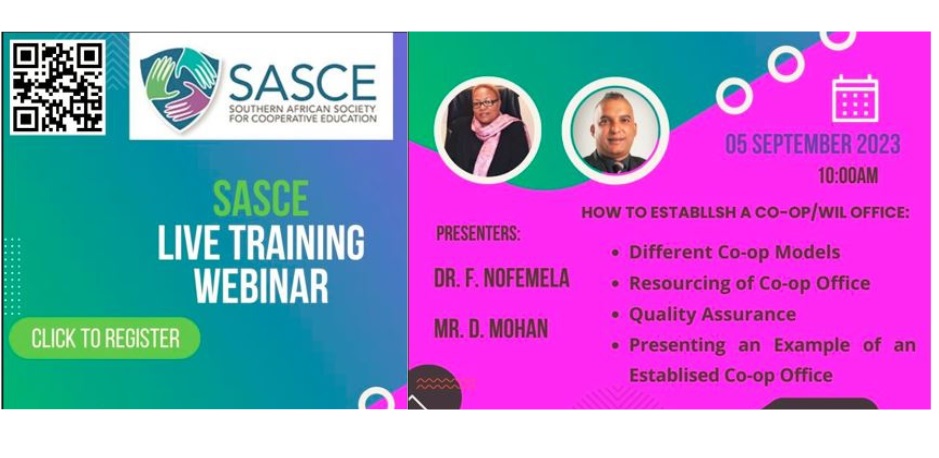 SASCE
SOUTHERN AFRICAN SOCIETY
FOR COOPERATIVE EDUCATION
SASCE
LIVE TRAINING
WEBINAR
CLICK TO REGISTER
05 SEPTEMBER 2023
10:00AM
HOW TO ESTABLLSH A CO-OP/WIL OFFICE:
PRESENTERS:
DR. F. NOFEMELA
MR. D. MOHAN
• Different Co-op Models
• Resourcing of Co-op Office
• Quality Assurance
• Presenting an Example of an
Establised Co-op Office